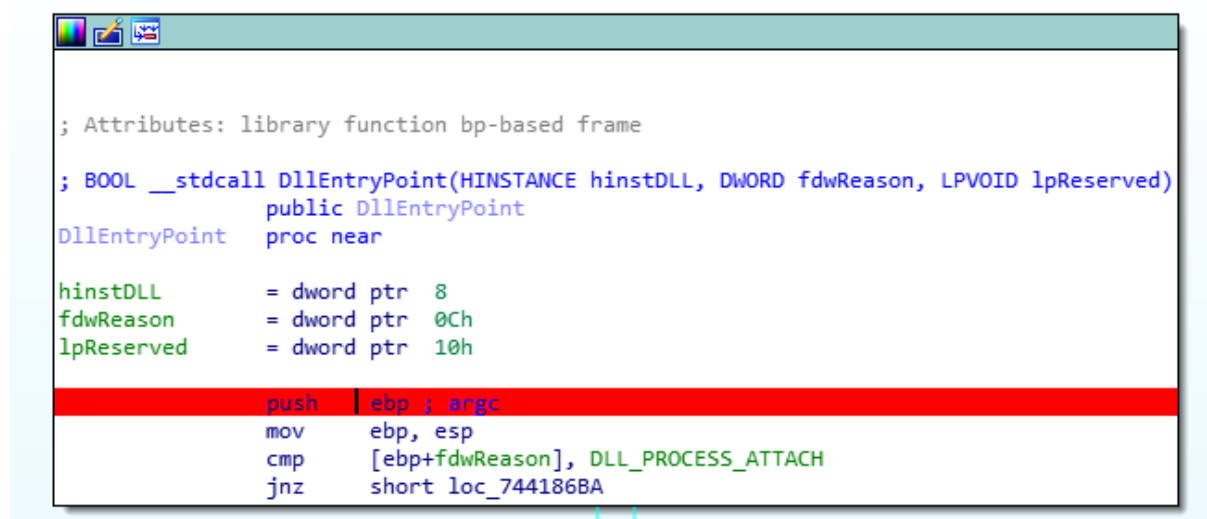 ; Attributes: library function bp-based frame
; BOOL __stdcall DllEntryPoint(HINSTANCE hinstDLL, DWORD fdwReason, LPVOID lpReserved)
public DllEntryPoint
DllEntryPoint proc near
hinstDLL = dword ptr 8
fdwReason = dword ptr 0Ch
lpReserved = dword ptr 10h
push ebp ; argc
mov ebp, esp
cmp [ebp+fdwReason], DLL_PROCESS_ATTACH
jnz short loc_744186BA